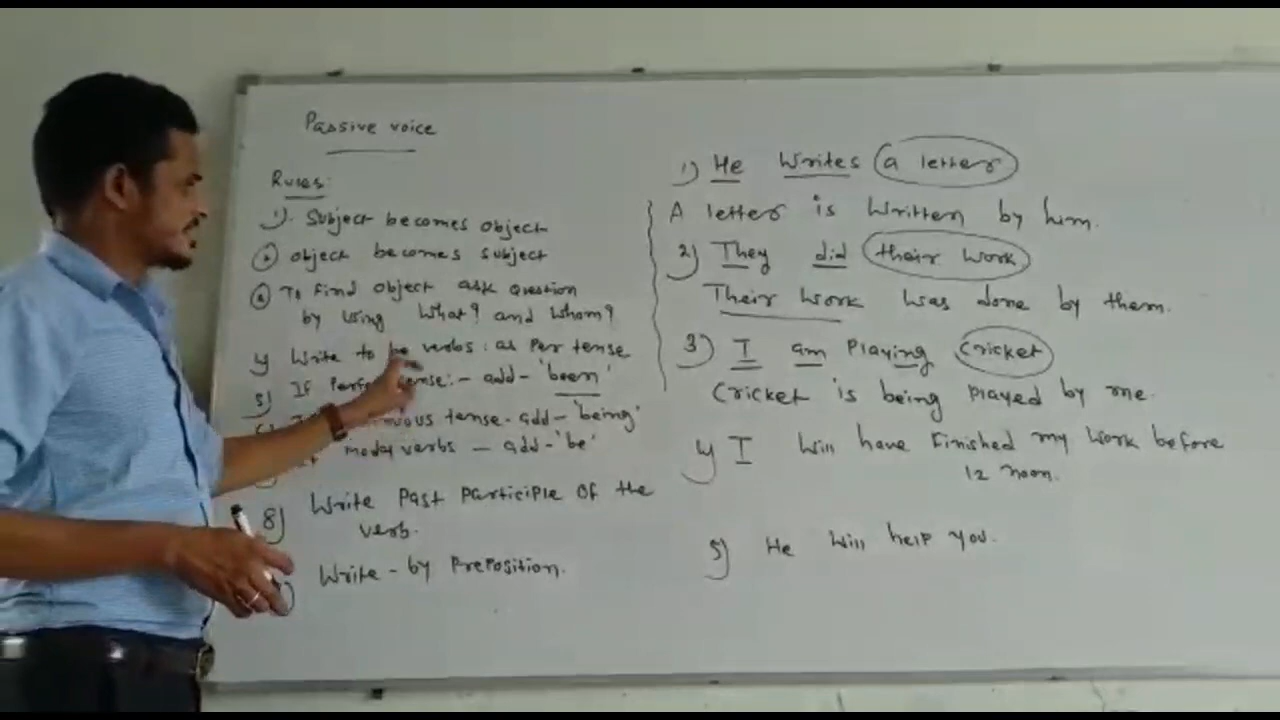 Passive voice
Rules:
1). Subject becomes object
2) object becomes subject
3) To find object ask question
by using what? and whom?
4) Write to be verbs: as per tense
5) If tense:- add- 'been'
6) tense- add- 'being'
modal verbs - add- 'be'
8) Write past participle of the
verb.
Write - by preposition.
1) He writes a letter
A letter is written by him.
2) They did their work
Their work was done by them.
3) I am playing cricket
Cricket is being played by me.
4) I will have finished my work before
12 noon.
5) He will help you.